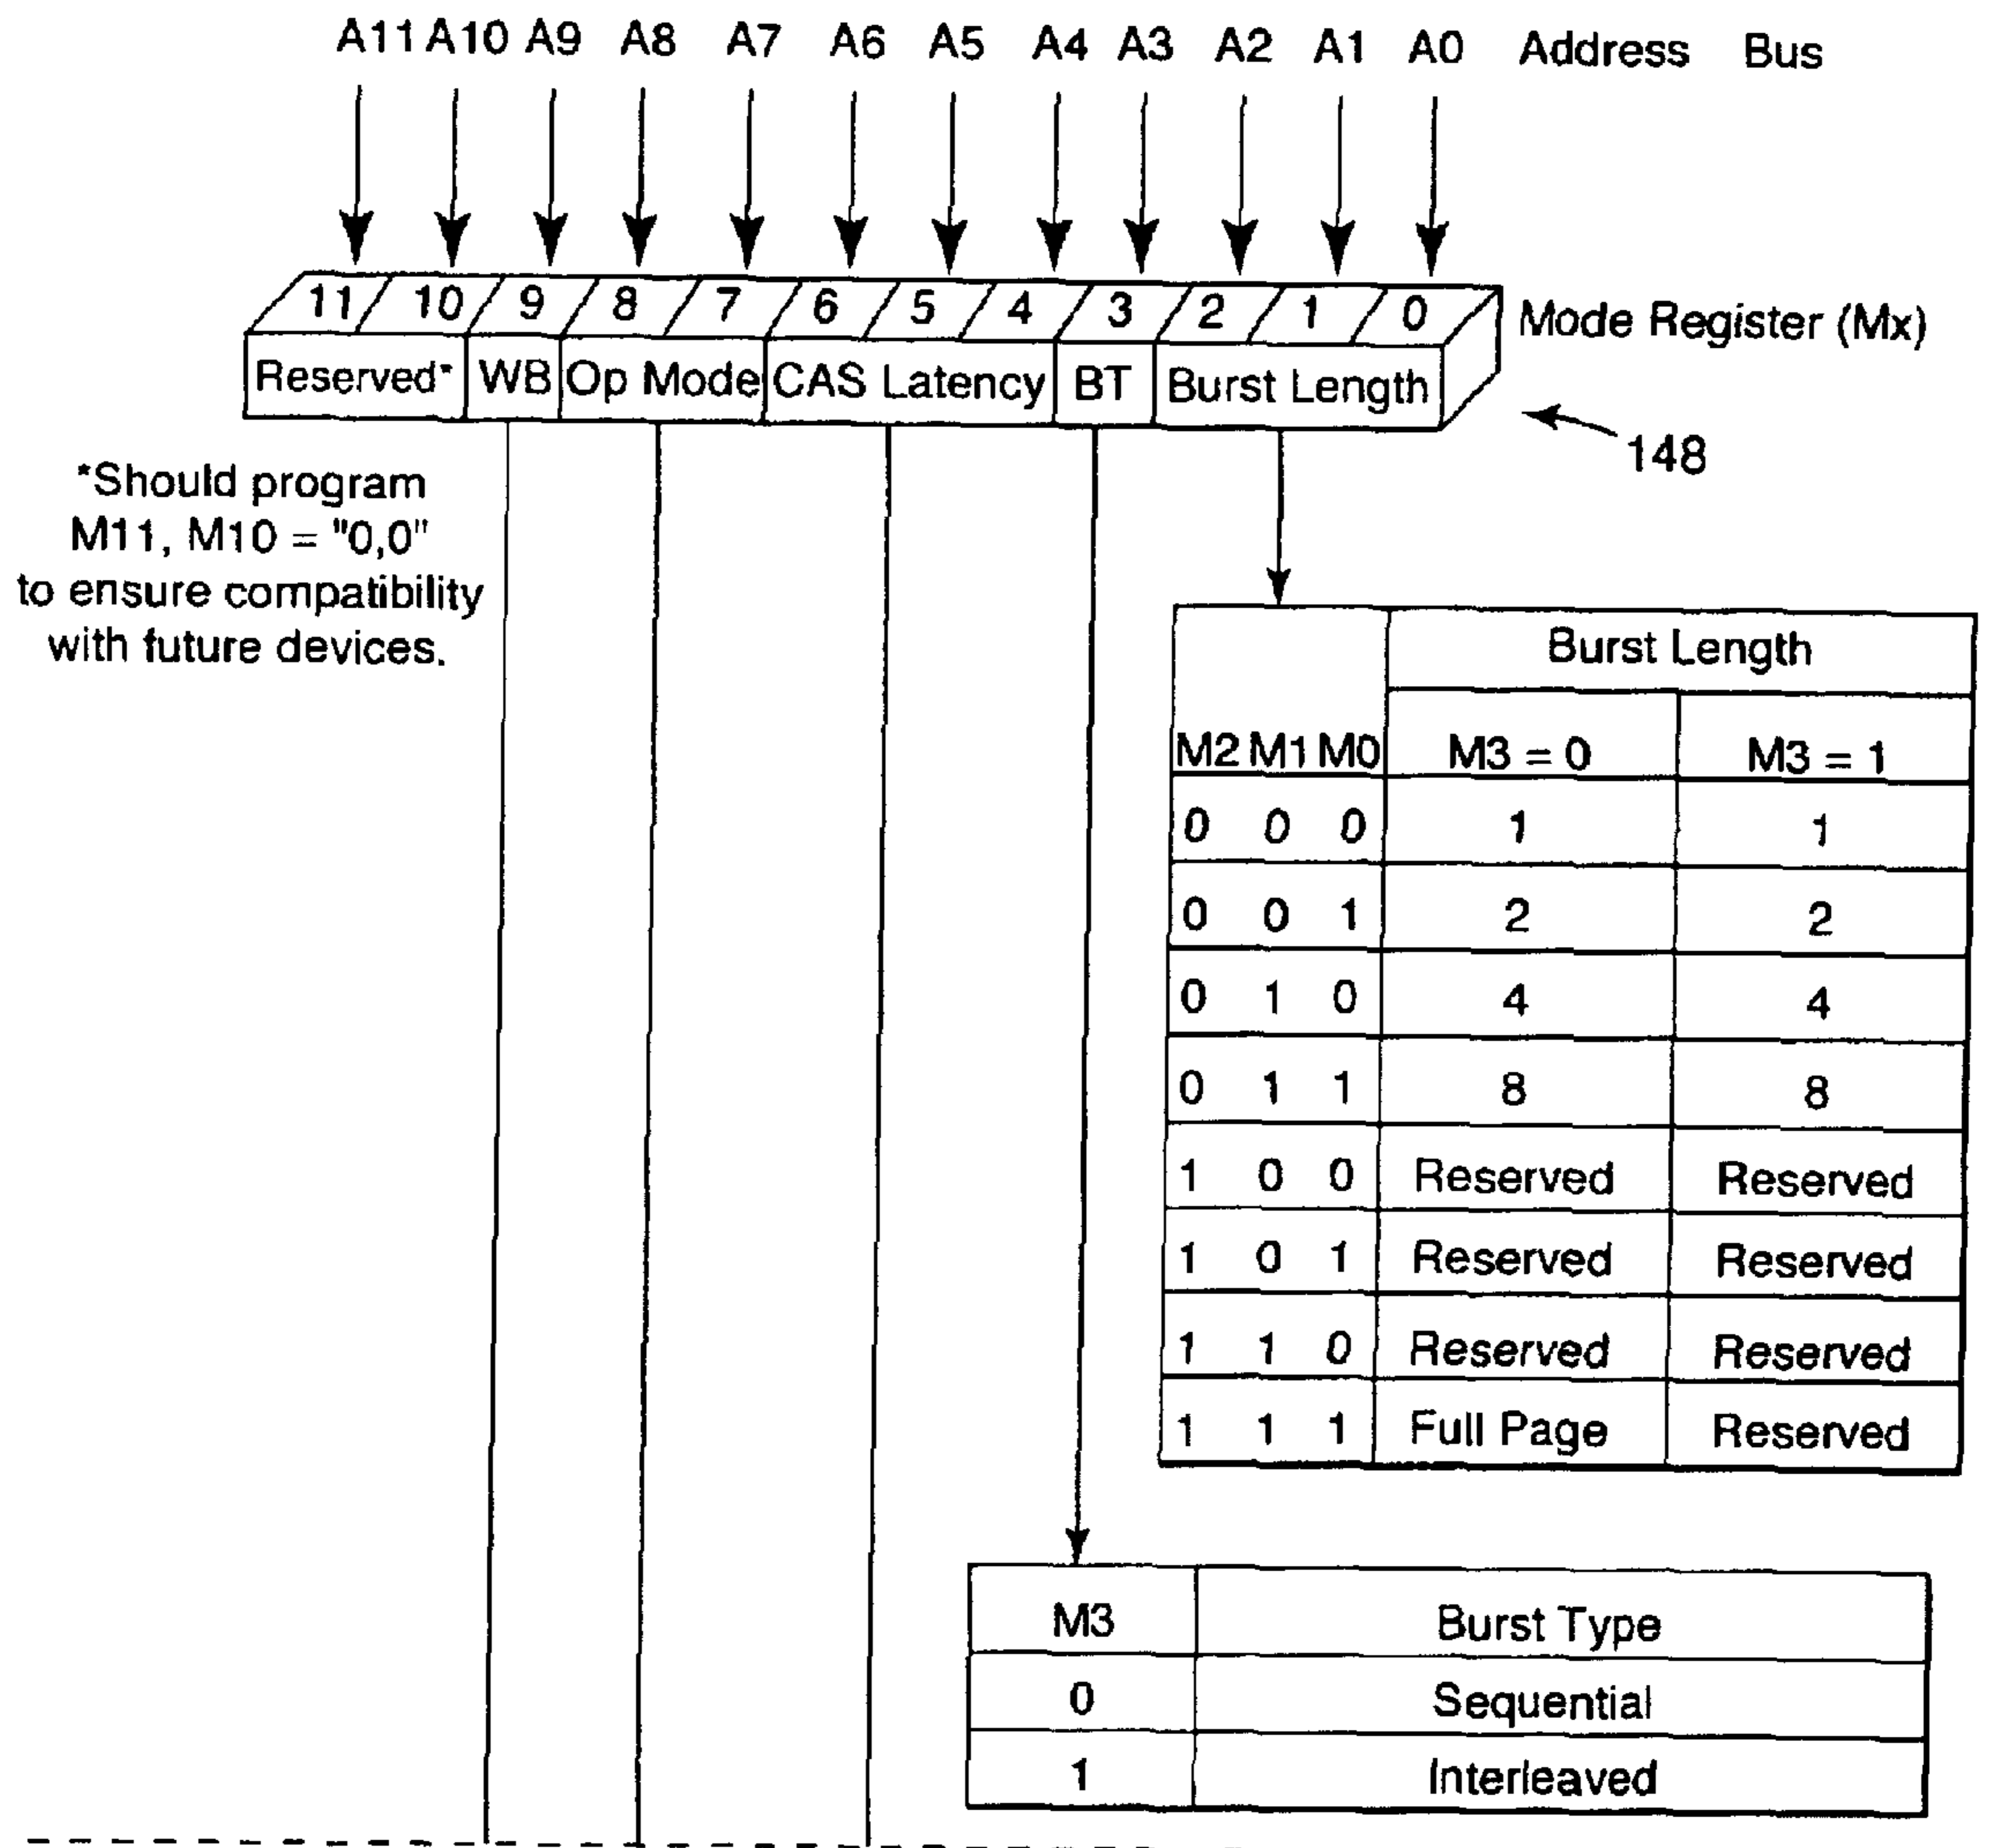 A11 A10 A9 A8 A7 A6 A5 A4 A3 A2 A1 A0 Address Bus
11 10 9 8 7 6 5 4 3 2 1 0 Mode Register (Mx)
Reserved* WB Op Mode CAS Latency BT Burst Length
148
*Should program
M11, M10 = "0,0"
to ensure compatibility
with future devices.
Burst Length
M2 M1 M0 M3 = 0 M3 = 1
0 0 0 1 1
0 0 1 2 2
0 1 0 4 4
0 1 1 8 8
1 0 0 Reserved Reserved
1 0 1 Reserved Reserved
1 1 0 Reserved Reserved
1 1 1 Full Page Reserved
M3 Burst Type
0 Sequential
1 Interleaved